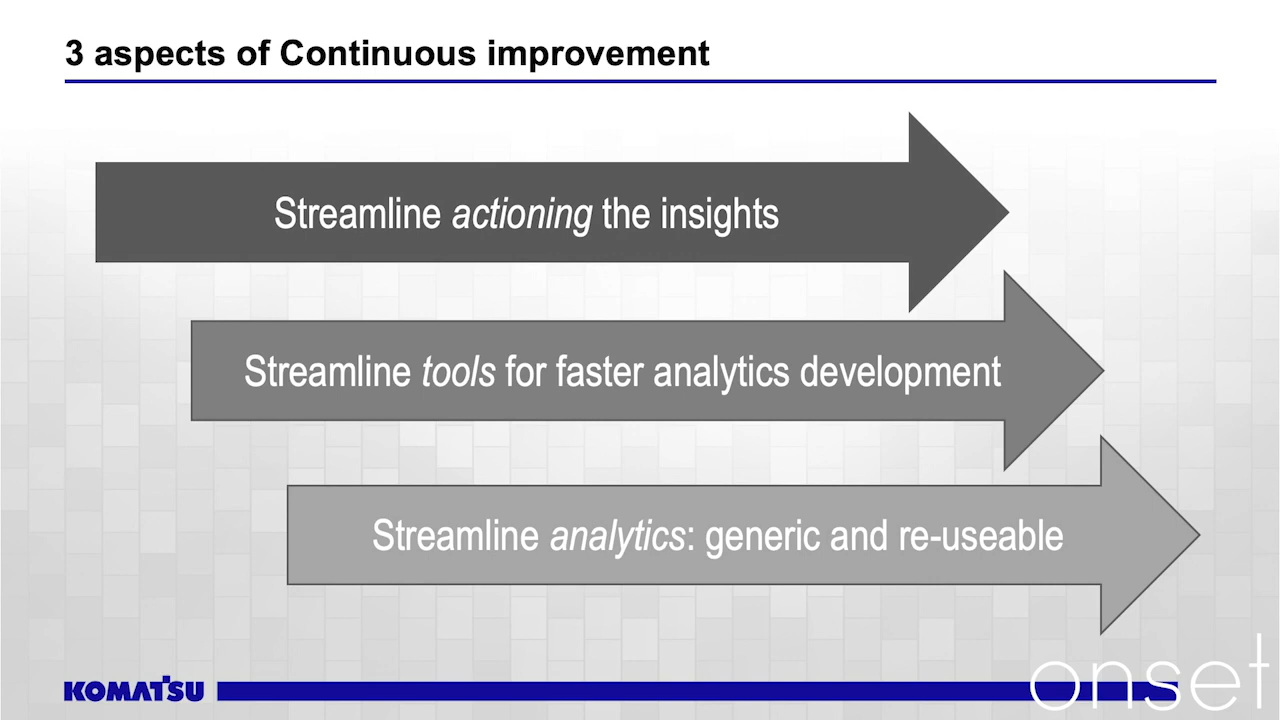 3 aspects of Continuous improvement
Streamline actioning the insights
Streamline tools for faster analytics development
Streamline analytics: generic and re-useable
KOMATSU
onset